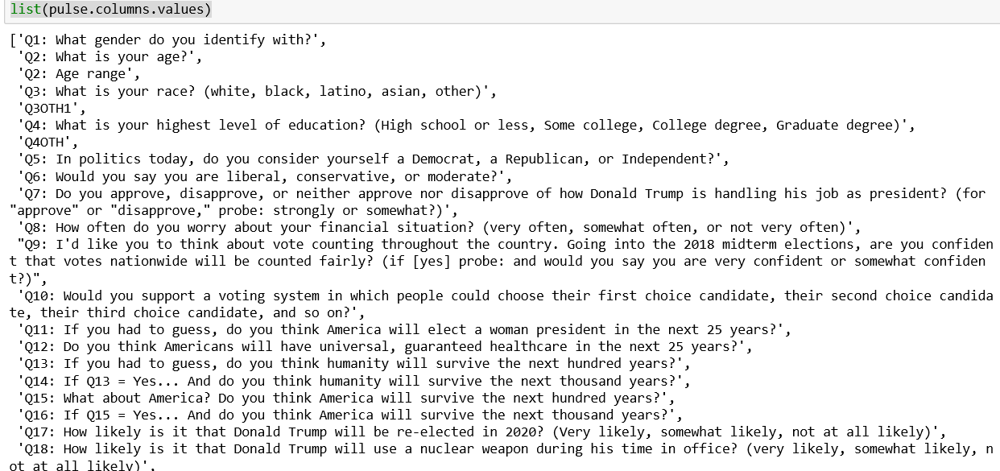 list(pulse.columns.values)
['Q1: What gender do you identify with?',
'Q2: What is your age?',
'Q2: Age range',
'Q3: What is your race? (white, black, latino, asian, other)',
'Q3OTH1',
'Q4: What is your highest level of education? (High school or less, Some college, College degree, Graduate degree)',
'Q4OTH',
'Q5: In politics today, do you consider yourself a Democrat, a Republican, or Independent?',
'Q6: Would you say you are liberal, conservative, or moderate?',
'Q7: Do you approve, disapprove, or neither approve nor disapprove of how Donald Trump is handling his job as president? (for
"approve" or "disapprove," probe: strongly or somewhat?)',
'Q8: How often do you worry about your financial situation? (very often, somewhat often, or not very often)',
"Q9: I'd like you to think about vote counting throughout the country. Going into the 2018 midterm elections, are you confiden
t that votes nationwide will be counted fairly? (if [yes] probe: and would you say you are very confident or somewhat confiden
t?)",
'Q10: Would you support a voting system in which people could choose their first choice candidate, their second choice candida
te, their third choice candidate, and so on?',
'Q11: If you had to guess, do you think America will elect a woman president in the next 25 years?',
'Q12: Do you think Americans will have universal, guaranteed healthcare in the next 25 years?',
'Q13: If you had to guess, do you think humanity will survive the next hundred years?',
'Q14: If Q13 = Yes... And do you think humanity will survive the next thousand years?',
'Q15: What about America? Do you think America will survive the next hundred years?',
'Q16: If Q15 = Yes... And do you think America will survive the next thousand years?',
'Q17: How likely is it that Donald Trump will be re-elected in 2020? (Very likely, somewhat likely, not at all likely)',
'Q18: How likely is it that Donald Trump will use a nuclear weapon during his time in office? (very likely, somewhat likely, n
ot at all likely)',